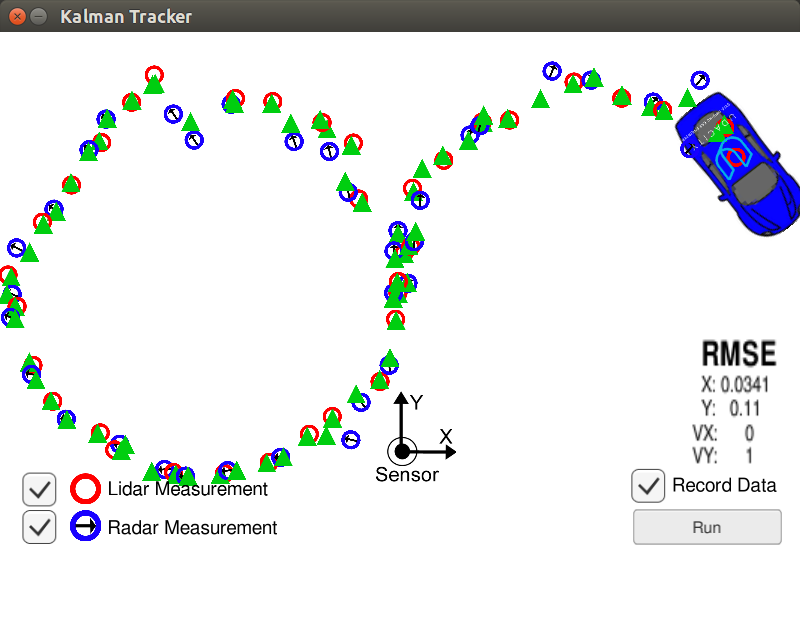 Kalman Tracker
Y
X
Sensor
RMSE
X: 0.0341
Y: 0.11
VX: 0
VY: 1
Lidar Measurement
Record Data
Radar Measurement
Run